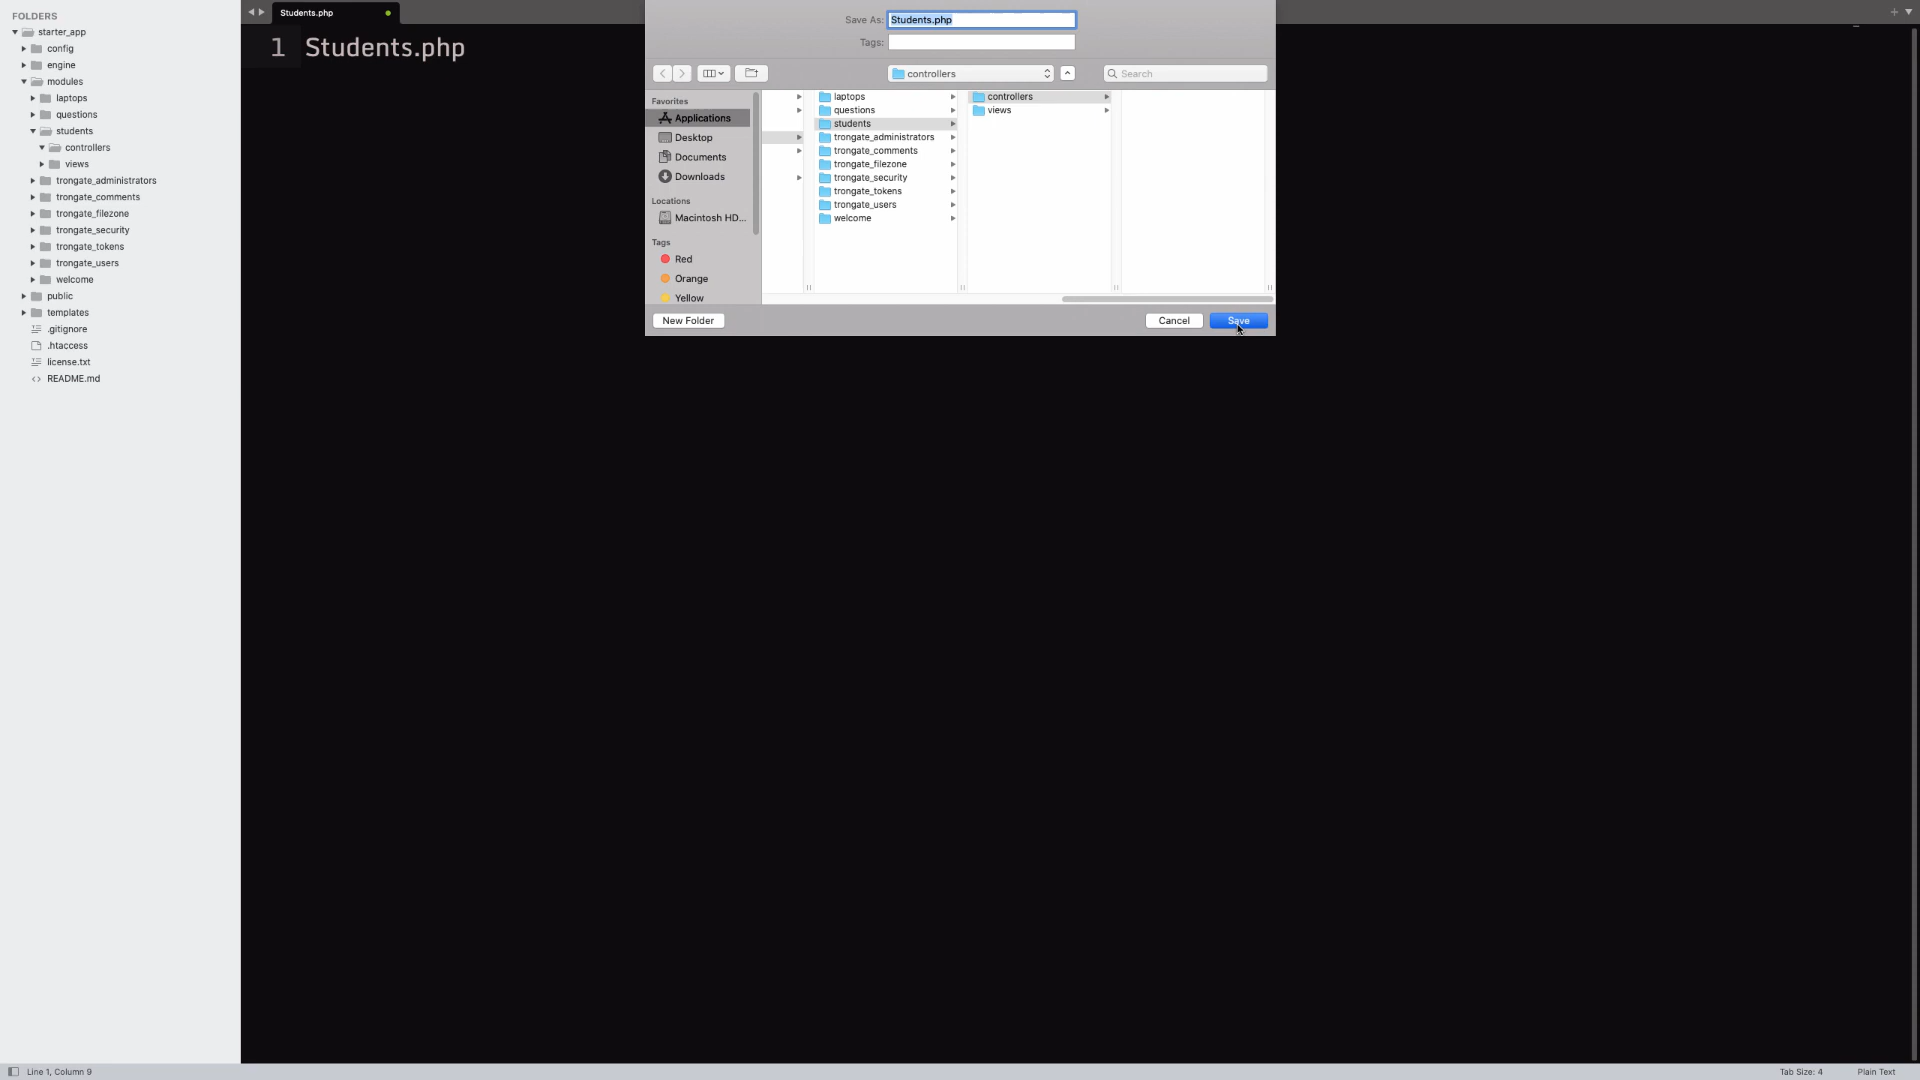 FOLDERS
starter_app
config
engine
modules
laptops
questions
students
controllers
views
trongate_administrators
trongate_comments
trongate_filezone
trongate_security
trongate_tokens
trongate_users
welcome
public
templates
.gitignore
.htaccess
license.txt
README.md
Students.php
1 Students.php
Save As: Students.php
Tags:
controllers
Search
Favorites
Applications
Desktop
Documents
Downloads
Locations
Macintosh HD...
Tags
Red
Orange
Yellow
laptops
questions
students
trongate_administrators
trongate_comments
trongate_filezone
trongate_security
trongate_tokens
trongate_users
welcome
controllers
views
New Folder
Cancel
Save
Line 1, Column 9
Tab Size: 4
Plain Text